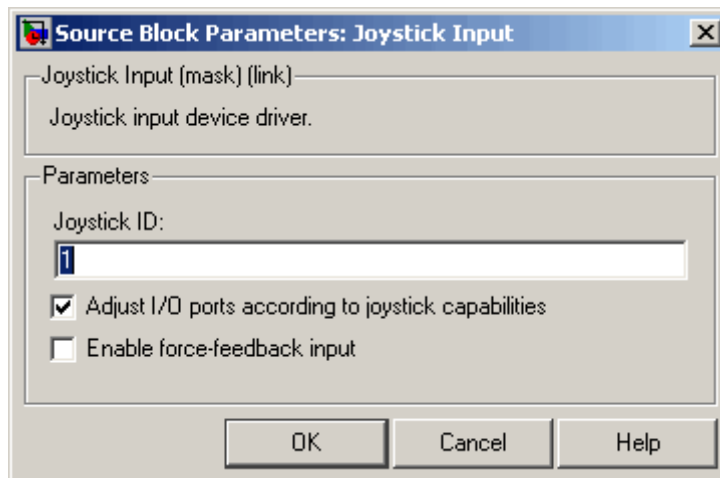 Source Block Parameters: Joystick Input
Joystick Input (mask) (link)
Joystick input device driver.
Parameters
Joystick ID:
1
Adjust I/O ports according to joystick capabilities
Enable force-feedback input
OK Cancel Help